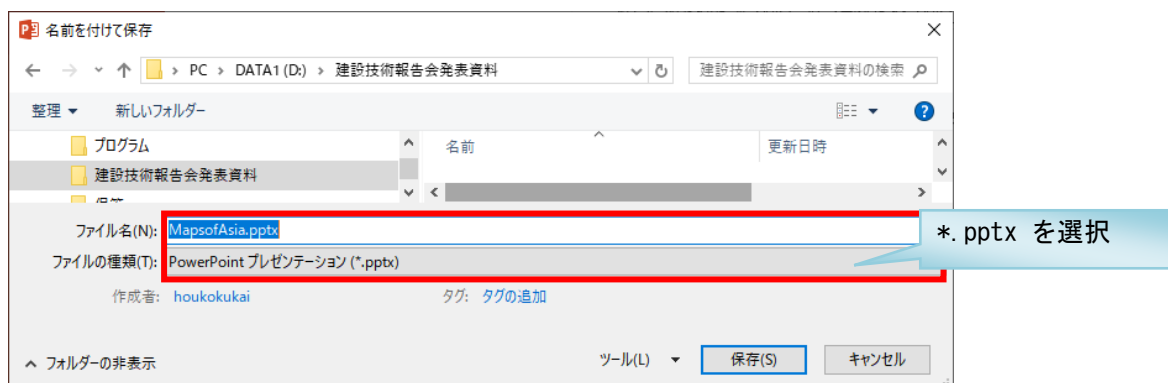 名前を付けて保存
PC > DATA1 (D:) > 建設技術報告会発表資料
建設技術報告会発表資料の検索
整理 新しいフォルダー
プログラム
建設技術報告会発表資料
名前 更新日時
ファイル名(N): MapsofAsia.pptx
ファイルの種類(T): PowerPoint プレゼンテーション (*.pptx)
*.pptx を選択
作成者: houkokukai タグ: タグの追加
フォルダーの非表示
ツール(L) 保存(S) キャンセル